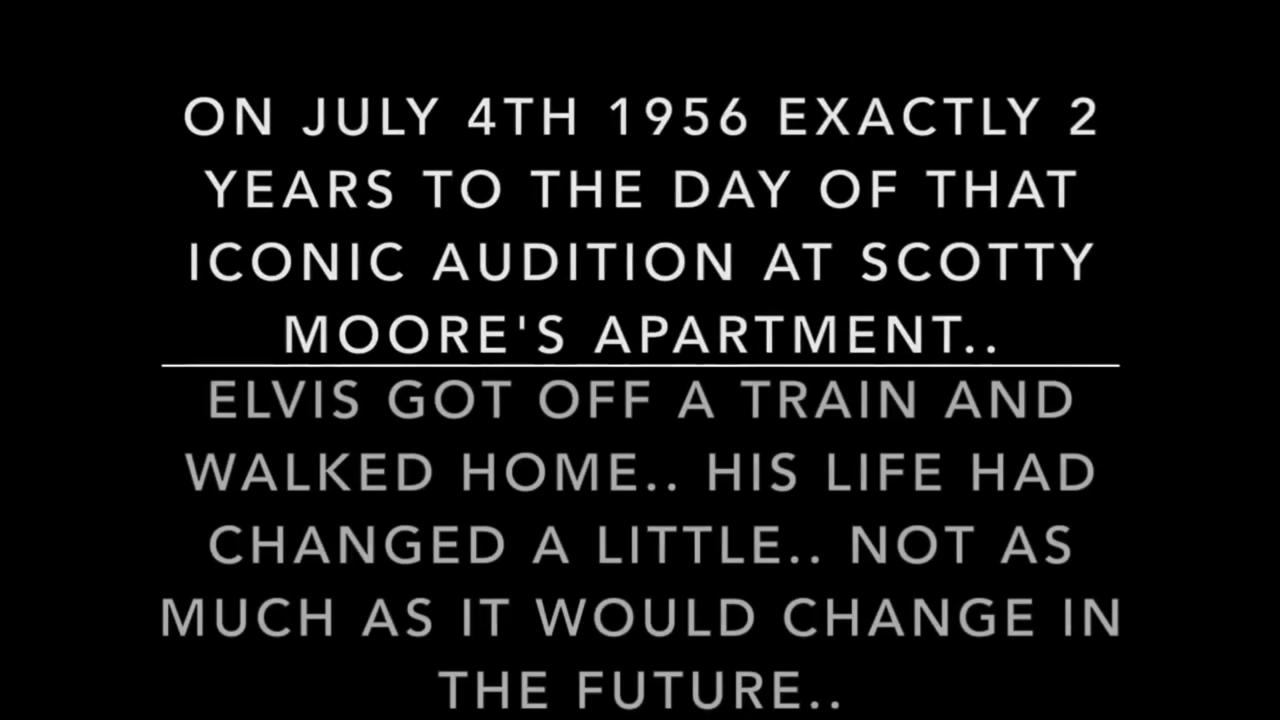 ON JULY 4TH 1956 EXACTLY 2
YEARS TO THE DAY OF THAT
ICONIC AUDITION AT SCOTTY
MOORE'S APARTMENT..
ELVIS GOT OFF A TRAIN AND
WALKED HOME.. HIS LIFE HAD
CHANGED A LITTLE.. NOT AS
MUCH AS IT WOULD CHANGE IN
THE FUTURE..